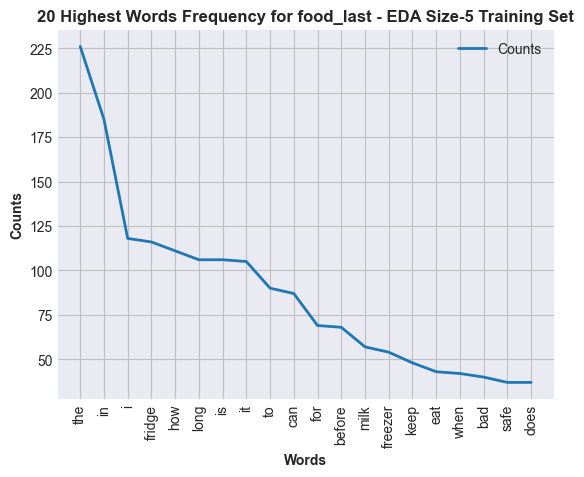 20 Highest Words Frequency for food_last - EDA Size-5 Training Set
Counts
225
200
175
150
125
100
75
50
Counts
the
in
i
fridge
how
long
is
it
to
can
for
before
milk
freezer
keep
eat
when
bad
safe
does
Words